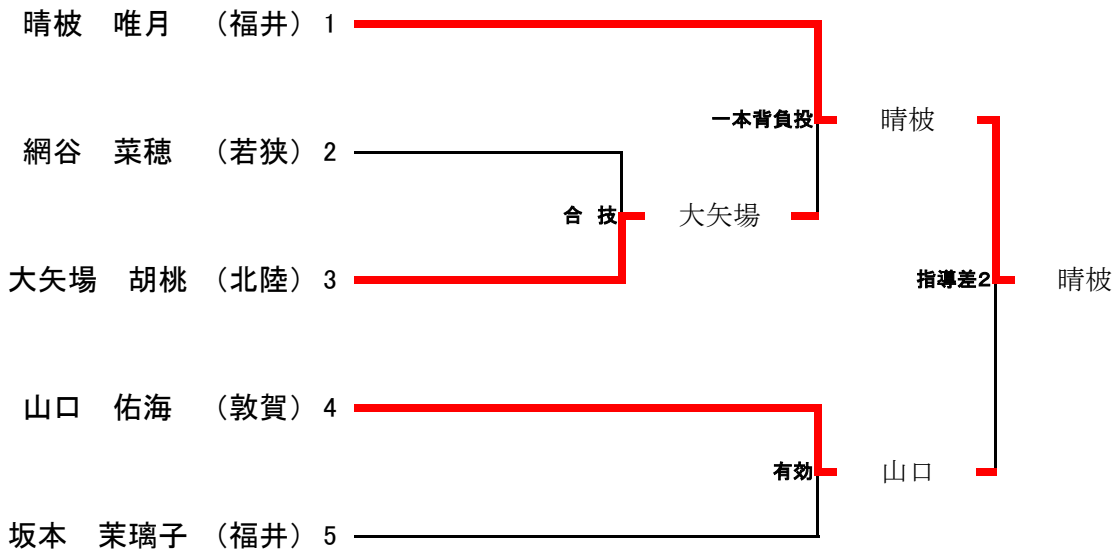 晴柀　唯月　（福井）　1
一本背負投　晴柀
網谷　菜穂　（若狭）　2
合 技　大矢場
大矢場　胡桃　（北陸）　3
指導差2　晴柀
山口　佑海　（敦賀）　4
有効　山口
坂本　茉璃子　（福井）　5